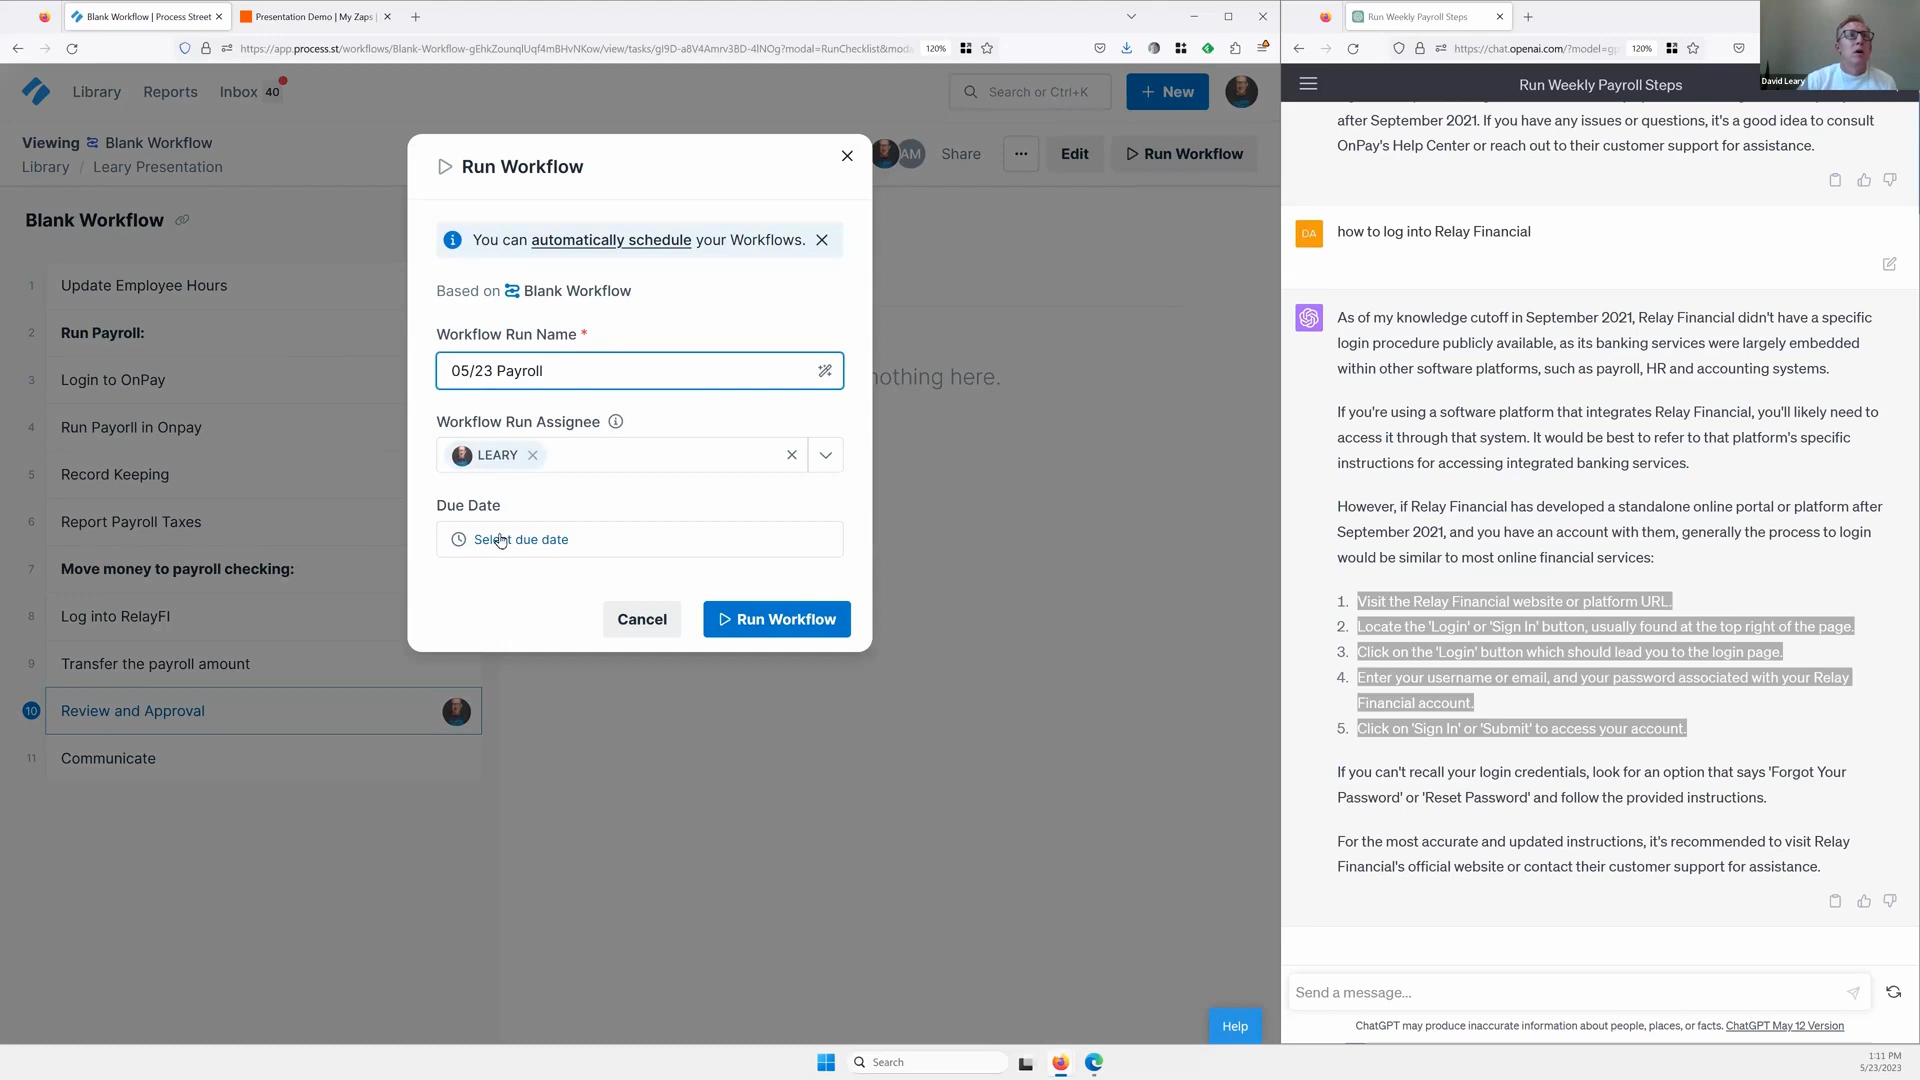 Blank Workflow | Process Street
Presentation Demo | My Zaps |
https://app.process.st/workflows/Blank-Workflow-gEhkZounqlUqf4mBHvNKow/view/tasks/gI9D-a8V4Amrv3BD-4lNOg?modal=RunChecklist&moda
120%
Library
Reports
Inbox 40
Search or Ctrl+K
+ New
Viewing Blank Workflow
Library / Leary Presentation
AM
Share
...
Edit
Run Workflow
Blank Workflow
1 Update Employee Hours
2 Run Payroll:
3 Login to OnPay
4 Run Payorll in Onpay
5 Record Keeping
6 Report Payroll Taxes
7 Move money to payroll checking:
8 Log into RelayFI
9 Transfer the payroll amount
10 Review and Approval
11 Communicate
nothing here.
Run Workflow
You can automatically schedule your Workflows.
Based on Blank Workflow
Workflow Run Name *
05/23 Payroll
Workflow Run Assignee
LEARY
Due Date
Select due date
Cancel
Run Workflow
Help
Run Weekly Payroll Steps
https://chat.openai.com/?model=gp
120%
David Leary
Run Weekly Payroll Steps
after September 2021. If you have any issues or questions, it's a good idea to consult
OnPay's Help Center or reach out to their customer support for assistance.
DA
how to log into Relay Financial
As of my knowledge cutoff in September 2021, Relay Financial didn't have a specific
login procedure publicly available, as its banking services were largely embedded
within other software platforms, such as payroll, HR and accounting systems.
If you're using a software platform that integrates Relay Financial, you'll likely need to
access it through that system. It would be best to refer to that platform's specific
instructions for accessing integrated banking services.
However, if Relay Financial has developed a standalone online portal or platform after
September 2021, and you have an account with them, generally the process to login
would be similar to most online financial services:
1. Visit the Relay Financial website or platform URL.
2. Locate the 'Login' or 'Sign In' button, usually found at the top right of the page.
3. Click on the 'Login' button which should lead you to the login page.
4. Enter your username or email, and your password associated with your Relay
Financial account.
5. Click on 'Sign In' or 'Submit' to access your account.
If you can't recall your login credentials, look for an option that says 'Forgot Your
Password' or 'Reset Password' and follow the provided instructions.
For the most accurate and updated instructions, it's recommended to visit Relay
Financial's official website or contact their customer support for assistance.
Send a message...
ChatGPT may produce inaccurate information about people, places, or facts. ChatGPT May 12 Version
Search
1:11 PM
5/23/2023